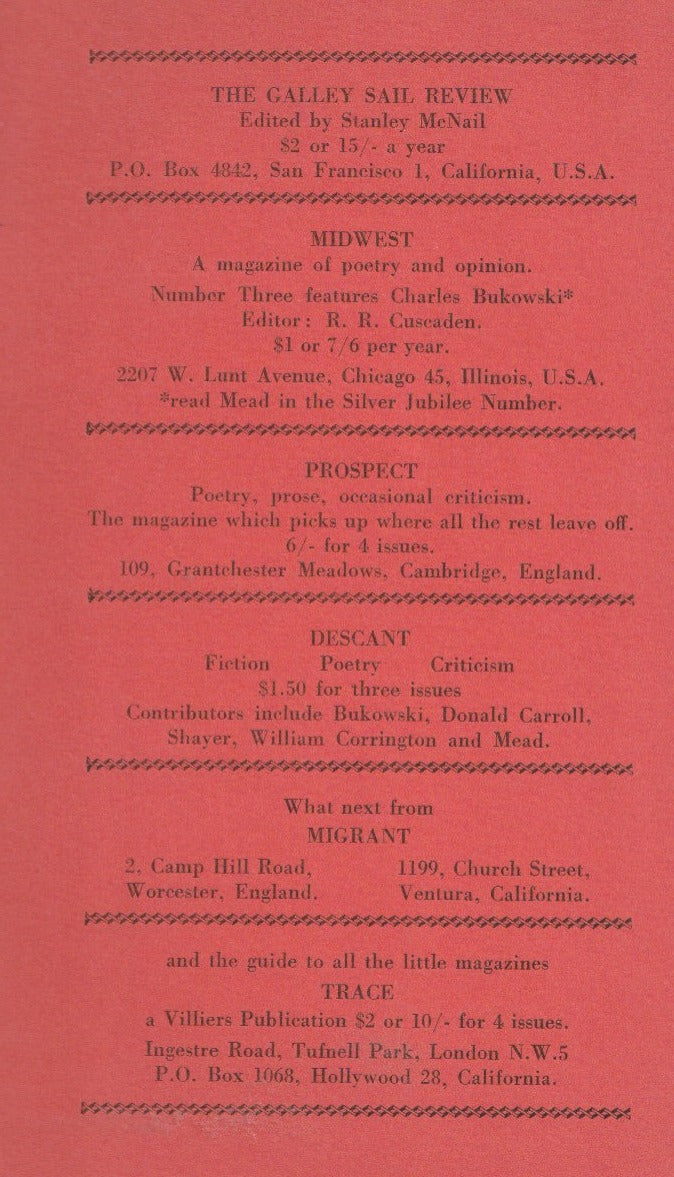 THE GALLEY SAIL REVIEW
Edited by Stanley McNail
$2 or 15/- a year
P.O. Box 4842, San Francisco 1, California, U.S.A.
MIDWEST
A magazine of poetry and opinion.
Number Three features Charles Bukowski*
Editor: R. R. Cuscaden.
$1 or 7/6 per year.
2207 W. Lunt Avenue, Chicago 45, Illinois, U.S.A.
*read Mead in the Silver Jubilee Number.
PROSPECT
Poetry, prose, occasional criticism.
The magazine which picks up where all the rest leave off.
6/- for 4 issues.
109, Grantchester Meadows, Cambridge, England.
DESCANT
Fiction Poetry Criticism
$1.50 for three issues
Contributors include Bukowski, Donald Carroll,
Shayer, William Corrington and Mead.
What next from
MIGRANT
2, Camp Hill Road, 1199, Church Street,
Worcester, England. Ventura, California.
and the guide to all the little magazines
TRACE
a Villiers Publication $2 or 10/- for 4 issues.
Ingestre Road, Tufnell Park, London N.W.5
P.O. Box 1068, Hollywood 28, California.